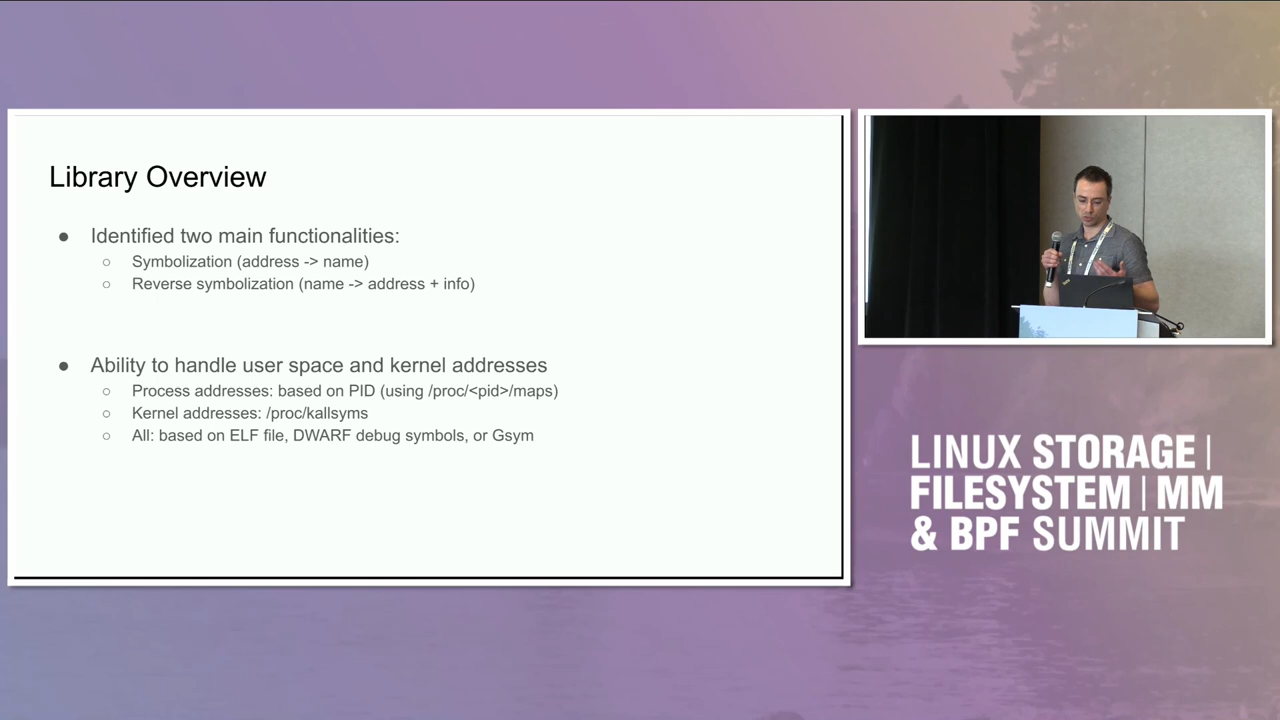 Library Overview
● Identified two main functionalities:
○ Symbolization (address -> name)
○ Reverse symbolization (name -> address + info)
● Ability to handle user space and kernel addresses
○ Process addresses: based on PID (using /proc/<pid>/maps)
○ Kernel addresses: /proc/kallsyms
○ All: based on ELF file, DWARF debug symbols, or Gsym
LINUX STORAGE |
FILESYSTEM | MM
& BPF SUMMIT